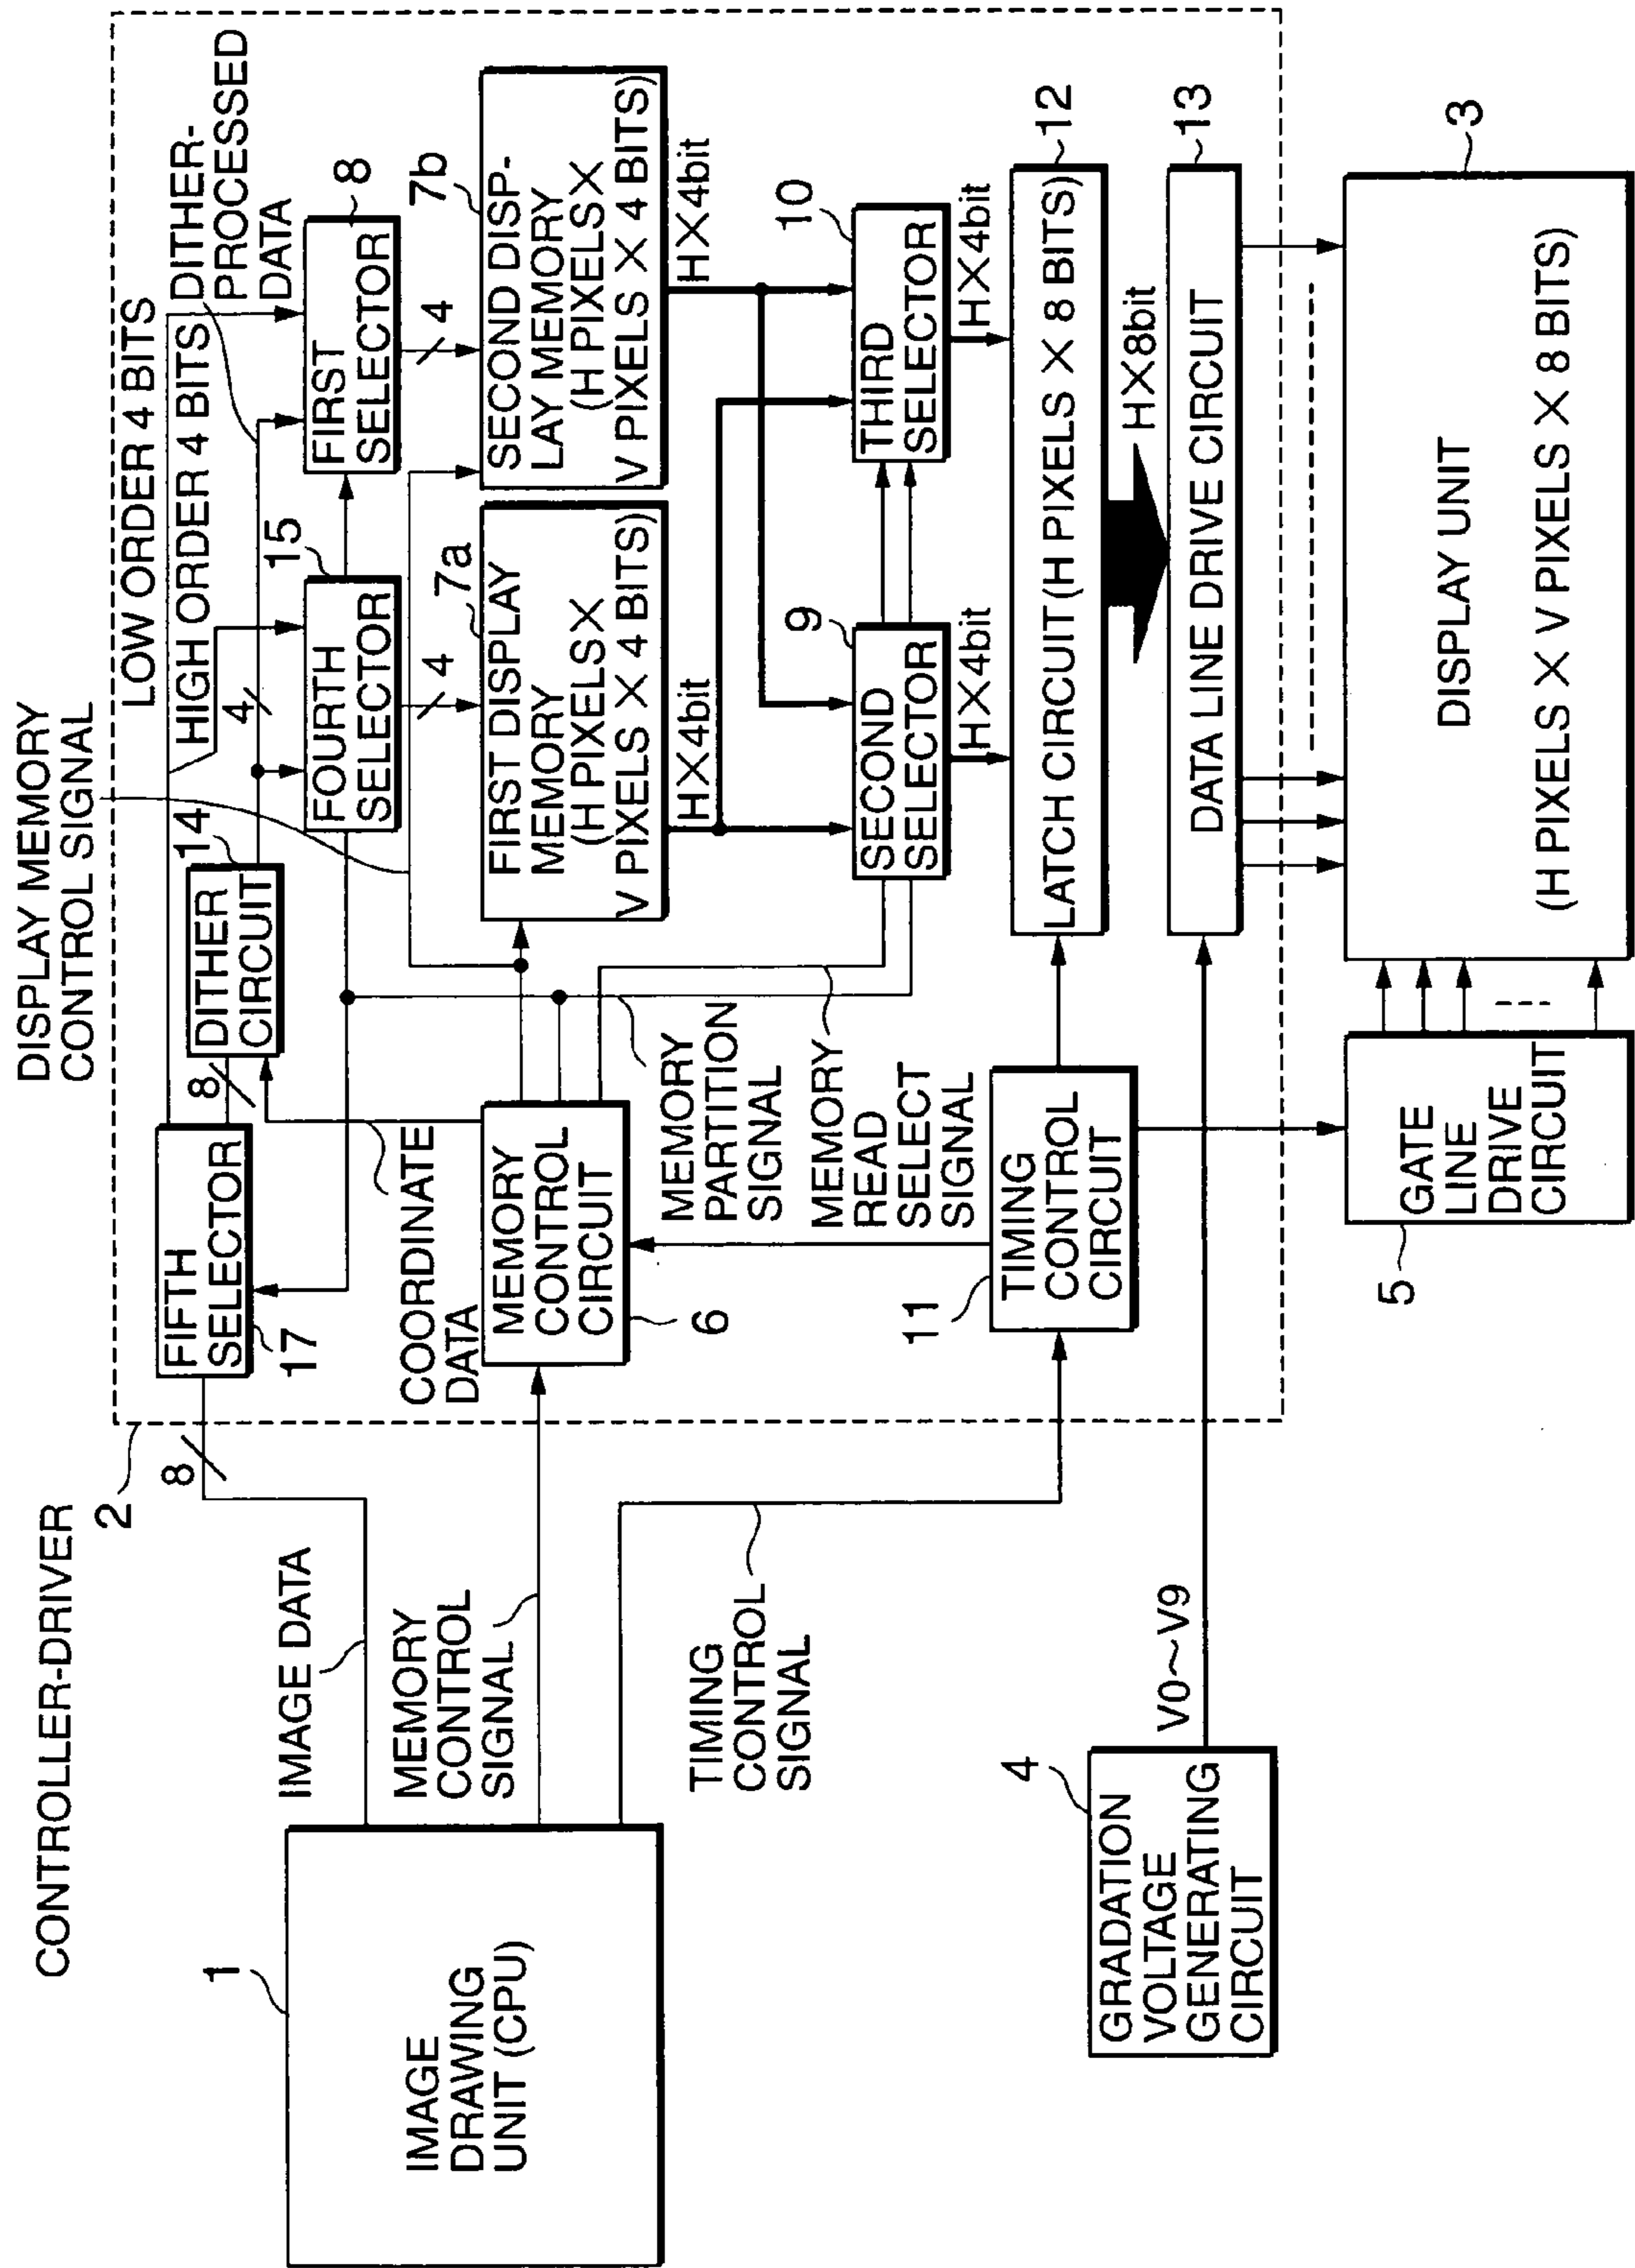 CONTROLLER-DRIVER
2
1
IMAGE
DRAWING
UNIT (CPU)
IMAGE DATA
8
MEMORY
CONTROL
SIGNAL
TIMING
CONTROL
SIGNAL
4
GRADATION
VOLTAGE
GENERATING
CIRCUIT
V0~V9
FIFTH
SELECTOR
17
8
DITHER
CIRCUIT
14
COORDINATE
DATA
DISPLAY MEMORY
CONTROL SIGNAL
LOW ORDER 4 BITS
HIGH ORDER 4 BITS
4
DITHER-
PROCESSED
DATA
FOURTH
SELECTOR
15
4
FIRST
SELECTOR
8
4
MEMORY
CONTROL
CIRCUIT
6
FIRST DISPLAY
MEMORY
(H PIXELS×
V PIXELS × 4 BITS)
7a
SECOND DISP-
LAY MEMORY
(H PIXELS×
V PIXELS × 4 BITS)
7b
H×4bit
H×4bit
MEMORY
PARTITION
SIGNAL
MEMORY
READ
SELECT
SIGNAL
SECOND
SELECTOR
9
THIRD
SELECTOR
10
H×4bit
H×4bit
TIMING
CONTROL
CIRCUIT
11
LATCH CIRCUIT(H PIXELS × 8 BITS)
12
H×8bit
DATA LINE DRIVE CIRCUIT
13
GATE
LINE
DRIVE
CIRCUIT
5
DISPLAY UNIT
(H PIXELS × V PIXELS × 8 BITS)
3